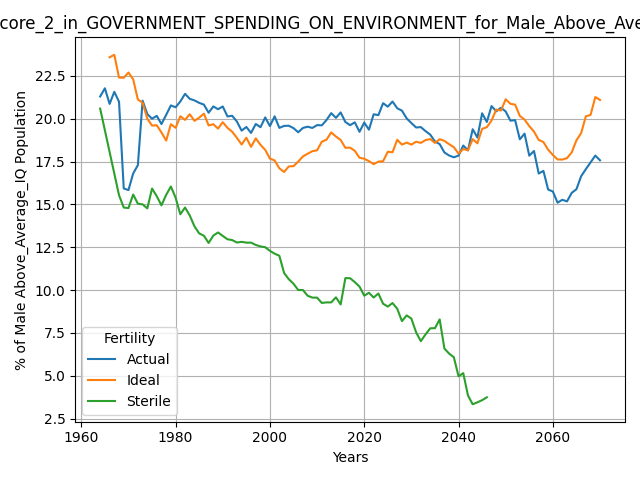 core_2_in_GOVERNMENT_SPENDING_ON_ENVIRONMENT_for_Male_Above_Ave
% of Male Above_Average_IQ Population
22.5
20.0
17.5
15.0
12.5
10.0
7.5
5.0
2.5
Fertility
Actual
Ideal
Sterile
1960
1980
2000
2020
2040
2060
Years